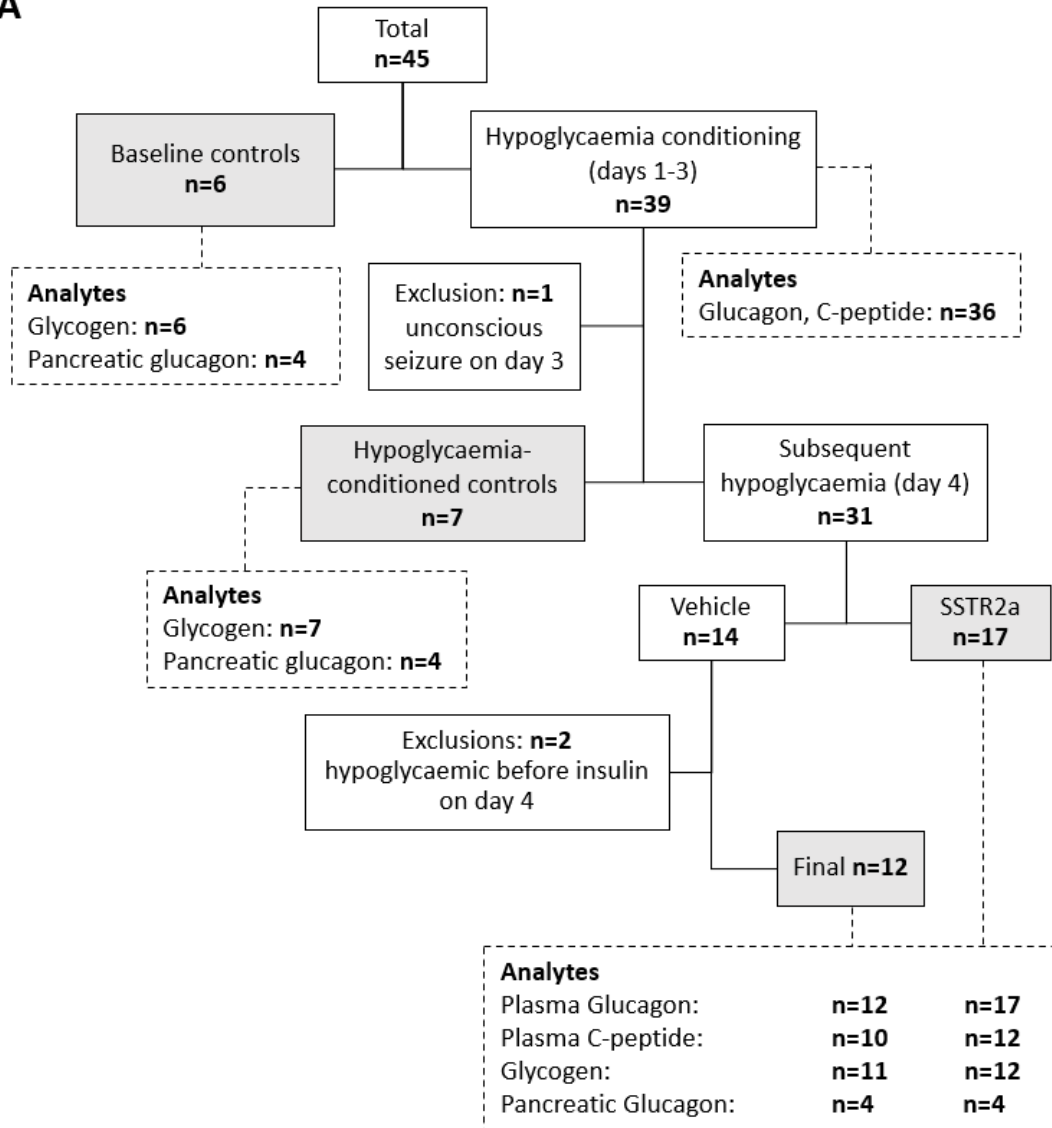 A
Total
n=45
Baseline controls
n=6
Hypoglycaemia conditioning
(days 1-3)
n=39
Analytes
Glycogen: n=6
Pancreatic glucagon: n=4
Exclusion: n=1
unconscious
seizure on day 3
Analytes
Glucagon, C-peptide: n=36
Hypoglycaemia-
conditioned controls
n=7
Subsequent
hypoglycaemia (day 4)
n=31
Analytes
Glycogen: n=7
Pancreatic glucagon: n=4
Vehicle
n=14
SSTR2a
n=17
Exclusions: n=2
hypoglycaemic before insulin
on day 4
Final n=12
Analytes
Plasma Glucagon: n=12 n=17
Plasma C-peptide: n=10 n=12
Glycogen: n=11 n=12
Pancreatic Glucagon: n=4 n=4